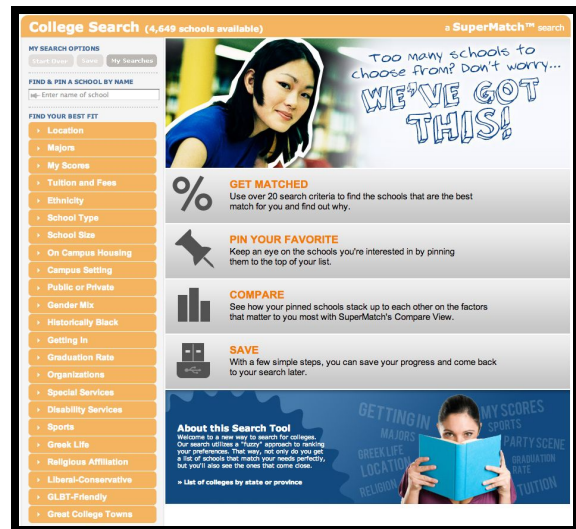 College Search (4,649 schools available)
a SuperMatch™ search
MY SEARCH OPTIONS
Start Over Save My Searches
FIND & PIN A SCHOOL BY NAME
Enter name of school
FIND YOUR BEST FIT
Location
Majors
My Scores
Tuition and Fees
Ethnicity
School Type
School Size
On Campus Housing
Campus Setting
Public or Private
Gender Mix
Historically Black
Getting In
Graduation Rate
Organizations
Special Services
Disability Services
Sports
Greek Life
Religious Affiliation
Liberal-Conservative
GLBT-Friendly
Great College Towns
TOO MANY SCHOOLS TO
CHOOSE FROM? DON'T WORRY...
WE'VE GOT
THIS!
%
GET MATCHED
Use over 20 search criteria to find the schools that are the best
match for you and find out why.
PIN YOUR FAVORITE
Keep an eye on the schools you're interested in by pinning
them to the top of your list.
COMPARE
See how your pinned schools stack up to each other on the factors
that matter to you most with SuperMatch's Compare View.
SAVE
With a few simple steps, you can save your progress and come back
to your search later.
About this Search Tool
Welcome to a new way to search for colleges.
Our search utilizes a "fuzzy" approach to ranking
your preferences. That way, not only do you get
a list of schools that match your needs perfectly,
but you'll also see the ones that come close.
» List of colleges by state or province
GETTING IN
MAJORS
GREEK LIFE
LOCATION
RELIGION
MY SCORES
SPORTS
PARTY SCENE
GRADUATION
RATE
TUITION